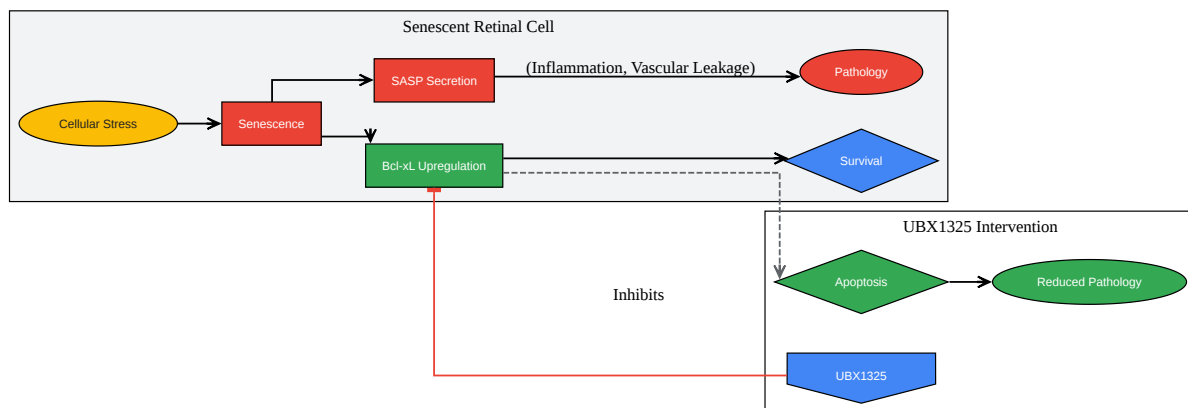 Senescent Retinal Cell
SASP Secretion
(Inflammation, Vascular Leakage)
Pathology
Cellular Stress
Senescence
Bcl-xL Upregulation
Survival
UBX1325 Intervention
Apoptosis
Reduced Pathology
Inhibits
UBX1325